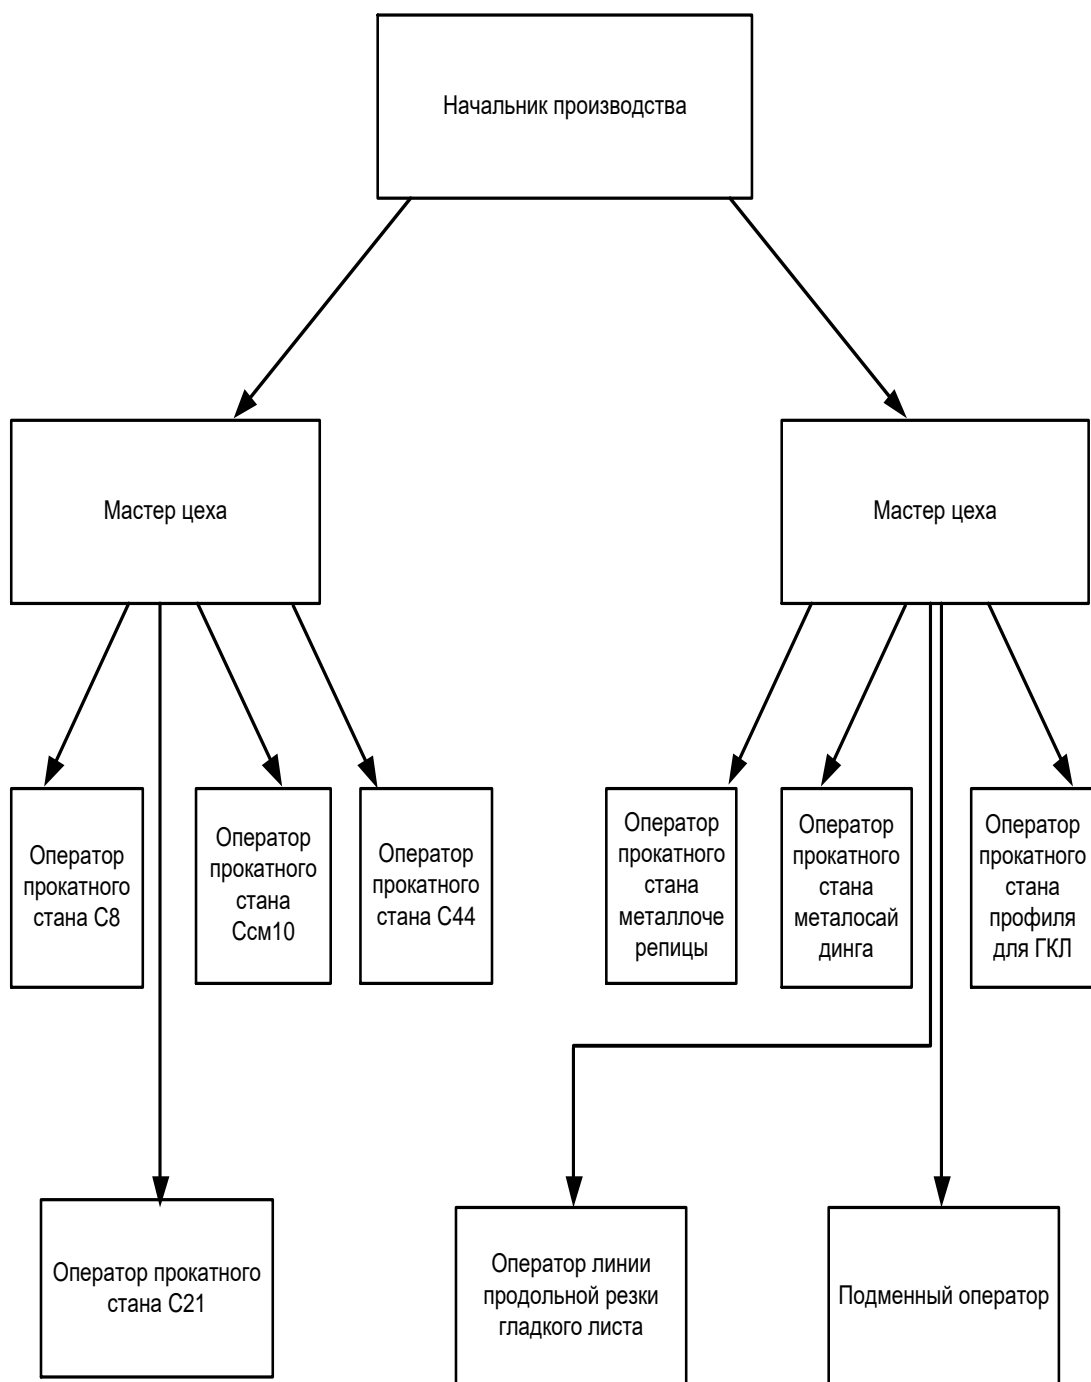 Начальник производства
Мастер цеха
Мастер цеха
Оператор
прокатного
стана С8
Оператор
прокатного
стана
Ссм10
Оператор
прокатного
стана С44
Оператор
прокатного
стана
металлоче
репицы
Оператор
прокатного
стана
металосай
динга
Оператор
прокатного
стана
профиля
для ГКЛ
Оператор прокатного
стана С21
Оператор линии
продольной резки
гладкого листа
Подменный оператор